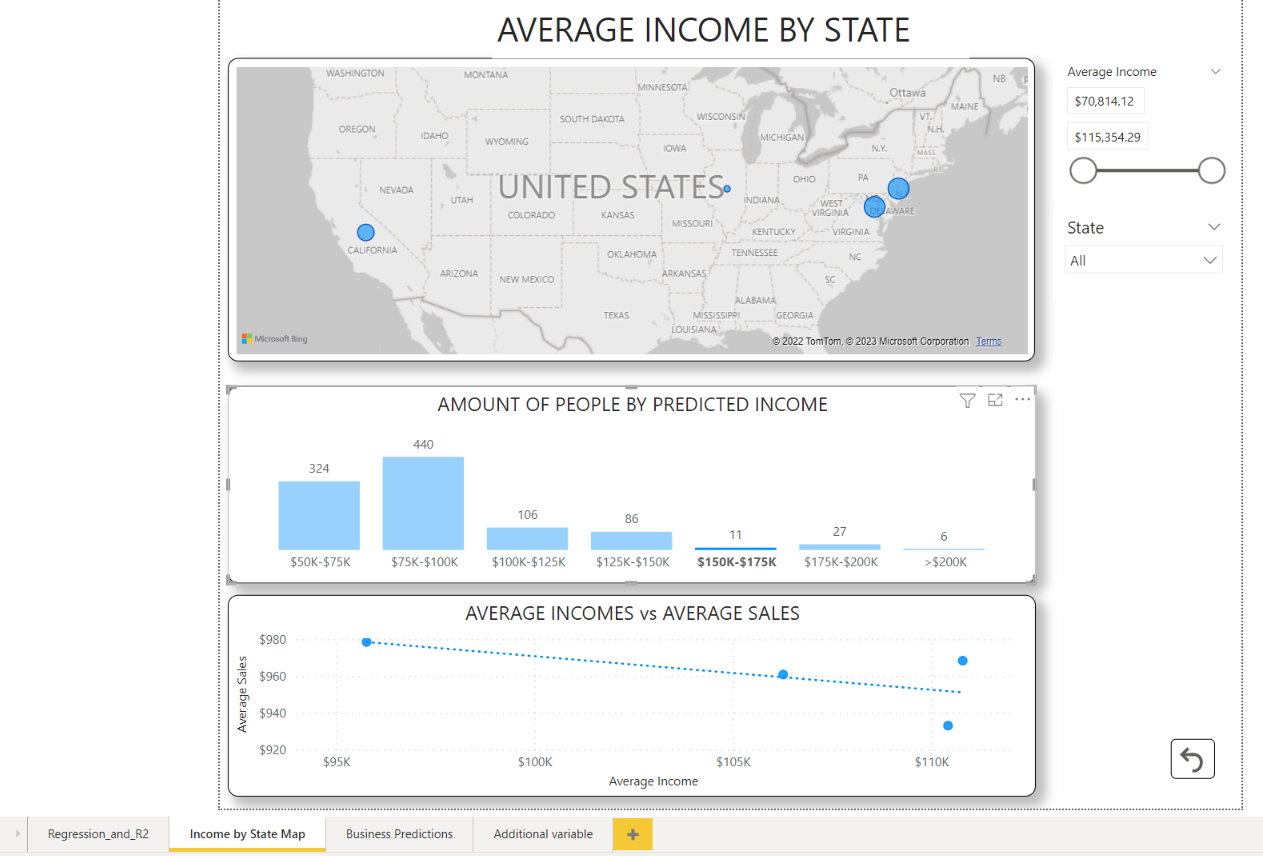 AVERAGE INCOME BY STATE
WASHINGTON
MONTANA
MINNESOTA
Ottawa
NB
MAINE
OREGON
IDAHO
SOUTH DAKOTA
WISCONSIN
VT.
N.H.
WYOMING
MICHIGAN
IOWA
N.Y.
MASS.
UNITED STATES
NEVADA
UTAH
OHIO
PA
COLORADO
KANSAS
INDIANA
WEST
VIRGINIA
DELAWARE
MISSOURI
CALIFORNIA
KENTUCKY
VIRGINIA
OKLAHOMA
TENNESSEE
NC
ARIZONA
NEW MEXICO
ARKANSAS
SC
ALABAMA
TEXAS
MISSISSIPPI
GEORGIA
LOUISIANA
Microsoft Bing
© 2022 TomTom, © 2023 Microsoft Corporation Terms
Average Income
$70,814.12
$115,354.29
State
All
AMOUNT OF PEOPLE BY PREDICTED INCOME
324
440
106
86
11
27
6
$50K-$75K
$75K-$100K
$100K-$125K
$125K-$150K
$150K-$175K
$175K-$200K
>$200K
AVERAGE INCOMES vs AVERAGE SALES
Average Sales
$980
$960
$940
$920
$95K
$100K
$105K
$110K
Average Income
Regression_and_R2
Income by State Map
Business Predictions
Additional variable